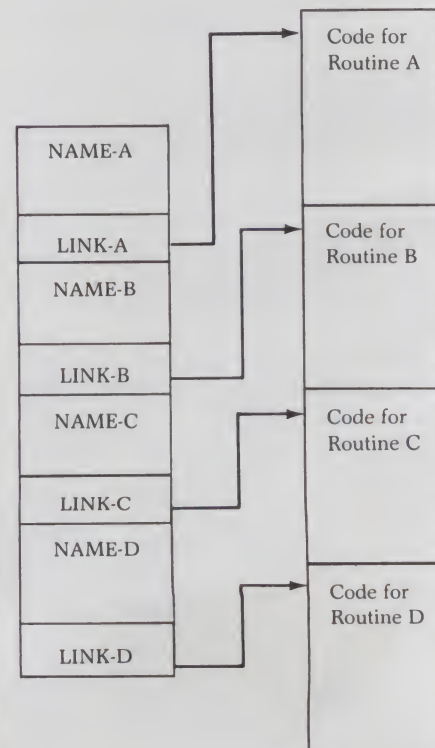 NAME-A
LINK-A
NAME-B
LINK-B
NAME-C
LINK-C
NAME-D
LINK-D
Code for
Routine A
Code for
Routine B
Code for
Routine C
Code for
Routine D